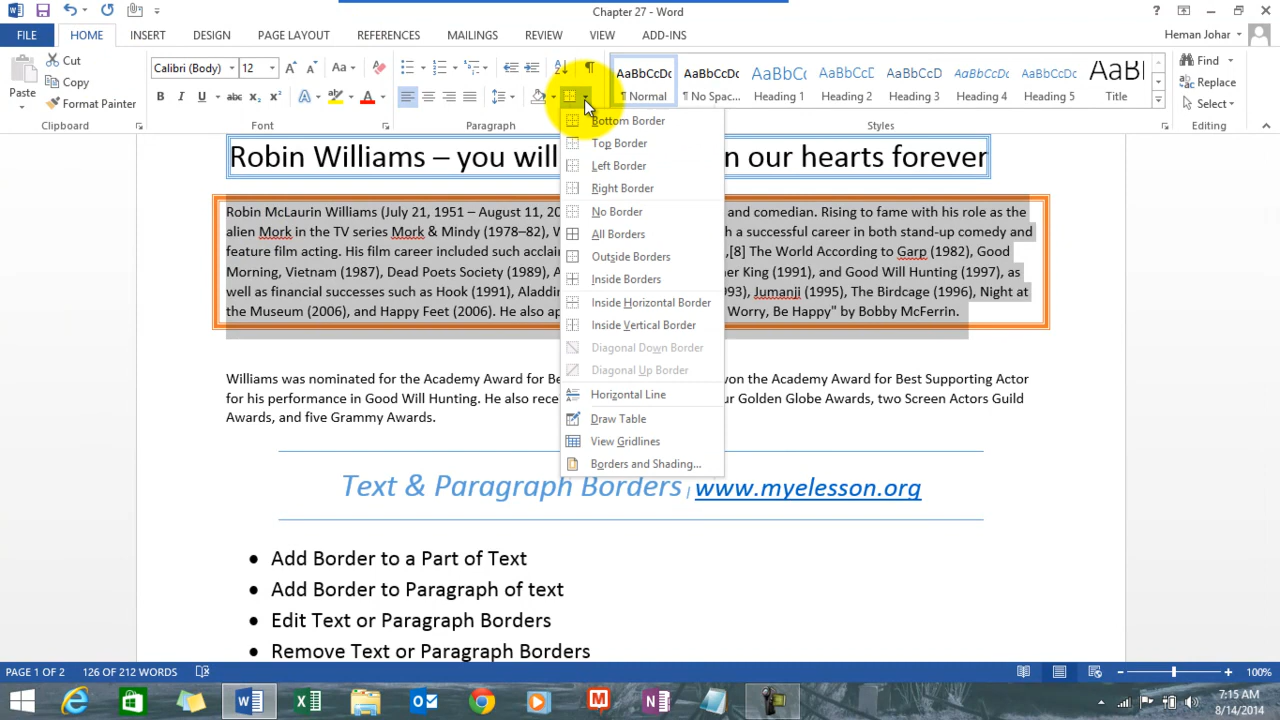 Chapter 27 - Word
FILE HOME INSERT DESIGN PAGE LAYOUT REFERENCES MAILINGS REVIEW VIEW ADD-INS Heman Johar
Paste
Cut
Copy
Format Painter
Clipboard
Calibri (Body) 12
Font
Paragraph
AaBbCcDc AaBbCcDc AaBbCc AaBbCcDc AaBbCcDc AaBbCcDc AaBbCcDc AaBl
¶ Normal ¶ No Spac... Heading 1 Heading 2 Heading 3 Heading 4 Heading 5 Title
Styles
Find
Replace
Select
Editing
Bottom Border
Top Border
Left Border
Right Border
No Border
All Borders
Outside Borders
Inside Borders
Inside Horizontal Border
Inside Vertical Border
Diagonal Down Border
Diagonal Up Border
Horizontal Line
Draw Table
View Gridlines
Borders and Shading...
Robin Williams – you will n our hearts forever
Robin McLaurin Williams (July 21, 1951 – August 11, 20 and comedian. Rising to fame with his role as the
alien Mork in the TV series Mork & Mindy (1978–82), W h a successful career in both stand-up comedy and
feature film acting. His film career included such acclain ,[8] The World According to Garp (1982), Good
Morning, Vietnam (1987), Dead Poets Society (1989), A her King (1991), and Good Will Hunting (1997), as
well as financial successes such as Hook (1991), Aladdin 993), Jumanji (1995), The Birdcage (1996), Night at
the Museum (2006), and Happy Feet (2006). He also ap Worry, Be Happy" by Bobby McFerrin.
Williams was nominated for the Academy Award for Be won the Academy Award for Best Supporting Actor
for his performance in Good Will Hunting. He also rece ur Golden Globe Awards, two Screen Actors Guild
Awards, and five Grammy Awards.
Text & Paragraph Borders | www.myelesson.org
• Add Border to a Part of Text
• Add Border to Paragraph of text
• Edit Text or Paragraph Borders
• Remove Text or Paragraph Borders
PAGE 1 OF 2 126 OF 212 WORDS 100%
7:15 AM
8/14/2014